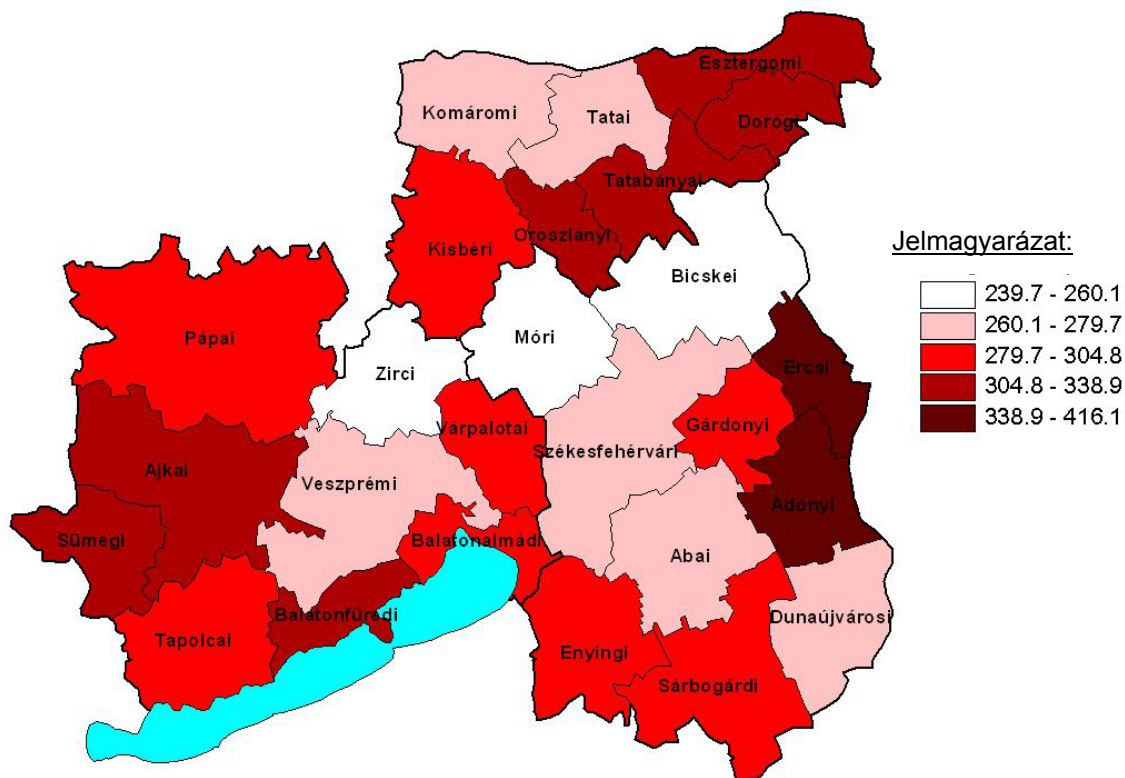 Esztergomi
Komáromi
Tatai
Dorogi
Tatabányai
Oroszlányi
Kisbéri
Bicskei
Pápai
Móri
Zirci
Ercsi
Várpalotai
Gárdonyi
Székesfehérvári
Ajkai
Veszprémi
Adonyi
Sümegi
Balatonalmádi
Abai
Balatonfüredi
Dunaújvárosi
Tapolcai
Enyingi
Sárbogárdi
Jelmagyarázat:
239.7 - 260.1
260.1 - 279.7
279.7 - 304.8
304.8 - 338.9
338.9 - 416.1